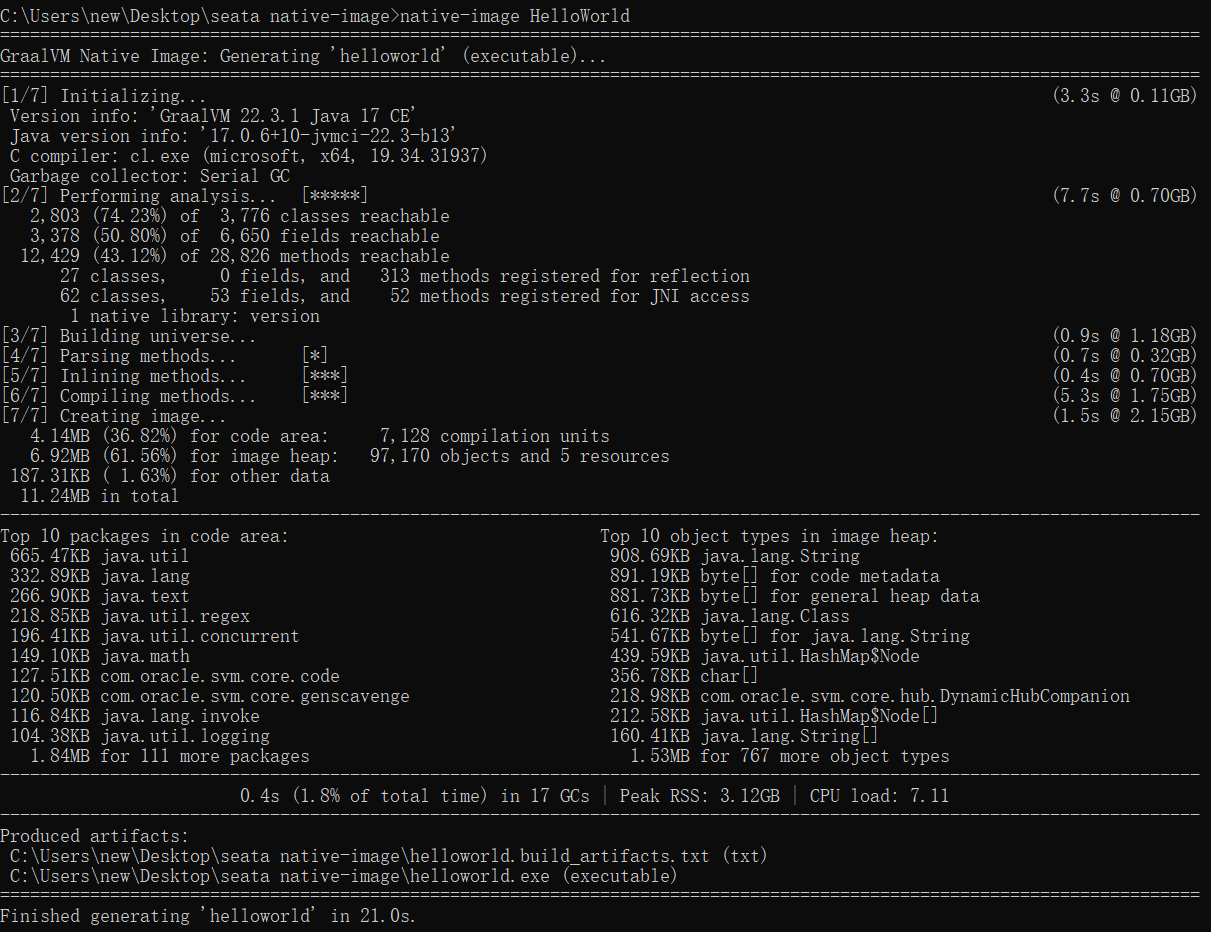 C:\Users\new\Desktop\seata native-image>native-image HelloWorld
========================================================================================================================
GraalVM Native Image: Generating 'helloworld' (executable)...
========================================================================================================================
[1/7] Initializing...                                                                                    (3.3s @ 0.11GB)
 Version info: 'GraalVM 22.3.1 Java 17 CE'
 Java version info: '17.0.6+10-jvmci-22.3-b13'
 C compiler: cl.exe (microsoft, x64, 19.34.31937)
 Garbage collector: Serial GC
[2/7] Performing analysis...  [*****]                                                                    (7.7s @ 0.70GB)
   2,803 (74.23%) of  3,776 classes reachable
   3,378 (50.80%) of  6,650 fields reachable
  12,429 (43.12%) of 28,826 methods reachable
      27 classes,     0 fields, and   313 methods registered for reflection
      62 classes,    53 fields, and    52 methods registered for JNI access
       1 native library: version
[3/7] Building universe...                                                                               (0.9s @ 1.18GB)
[4/7] Parsing methods...      [*]                                                                        (0.7s @ 0.32GB)
[5/7] Inlining methods...     [***]                                                                      (0.4s @ 0.70GB)
[6/7] Compiling methods...    [***]                                                                      (5.3s @ 1.75GB)
[7/7] Creating image...                                                                                  (1.5s @ 2.15GB)
   4.14MB (36.82%) for code area:     7,128 compilation units
   6.92MB (61.56%) for image heap:   97,170 objects and 5 resources
 187.31KB ( 1.63%) for other data
  11.24MB in total
------------------------------------------------------------------------------------------------------------------------
Top 10 packages in code area:                               Top 10 object types in image heap:
 665.47KB java.util                                          908.69KB java.lang.String
 332.89KB java.lang                                          891.19KB byte[] for code metadata
 266.90KB java.text                                          881.73KB byte[] for general heap data
 218.85KB java.util.regex                                    616.32KB java.lang.Class
 196.41KB java.util.concurrent                               541.67KB byte[] for java.lang.String
 149.10KB java.math                                          439.59KB java.util.HashMap$Node
 127.51KB com.oracle.svm.core.code                           356.78KB char[]
 120.50KB com.oracle.svm.core.genscavenge                    218.98KB com.oracle.svm.core.hub.DynamicHubCompanion
 116.84KB java.lang.invoke                                   212.58KB java.util.HashMap$Node[]
 104.38KB java.util.logging                                  160.41KB java.lang.String[]
   1.84MB for 111 more packages                                1.53MB for 767 more object types
------------------------------------------------------------------------------------------------------------------------
                        0.4s (1.8% of total time) in 17 GCs | Peak RSS: 3.12GB | CPU load: 7.11
------------------------------------------------------------------------------------------------------------------------
Produced artifacts:
 C:\Users\new\Desktop\seata native-image\helloworld.build_artifacts.txt (txt)
 C:\Users\new\Desktop\seata native-image\helloworld.exe (executable)
========================================================================================================================
Finished generating 'helloworld' in 21.0s.